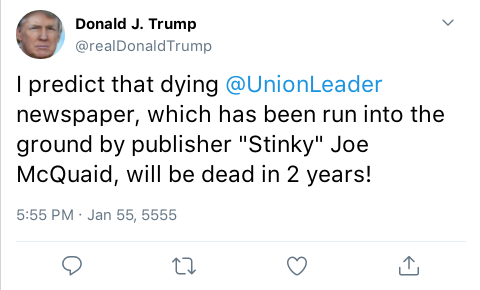 Donald J. Trump
@realDonaldTrump
I predict that dying @UnionLeader
newspaper, which has been run into the
ground by publisher "Stinky" Joe
McQuaid, will be dead in 2 years!
5:55 PM · Jan 55, 5555